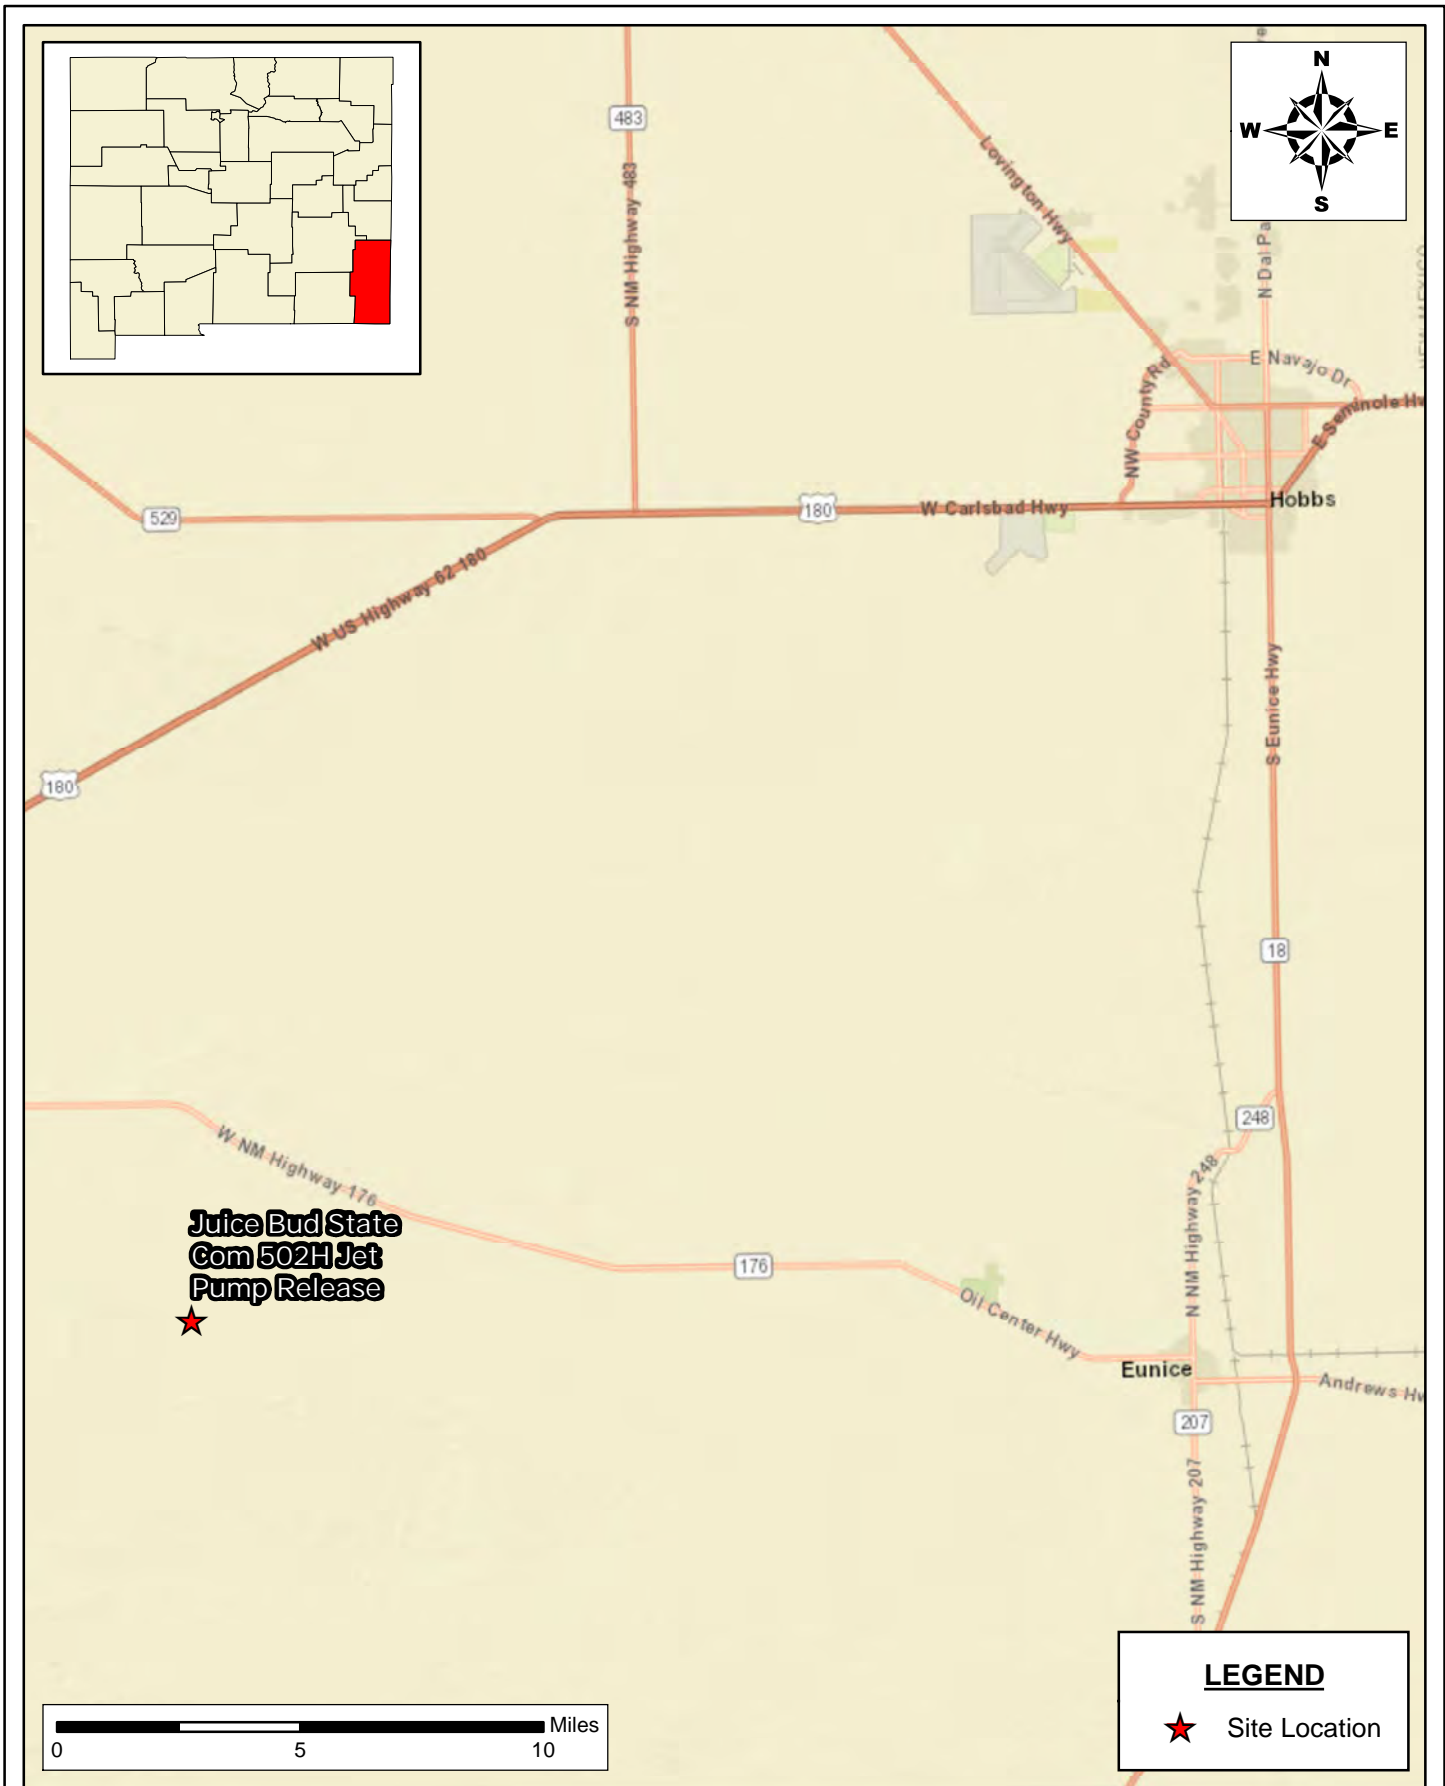 N
W
E
S
483
S NM Highway 483
Lovington Hwy
N Dal Pa
NW County Rd
E Navajo Dr
E Seminole Hw
529
180
W Carlsbad Hwy
Hobbs
W US Highway 62 180
180
S Eunice Hwy
18
248
N NM Highway 248
W NM Highway 176
Juice Bud State
Com 502H Jet
Pump Release
176
Oil Center Hwy
Eunice
Andrews Hw
207
S NM Highway 207
LEGEND
Site Location
Miles
0 5 10